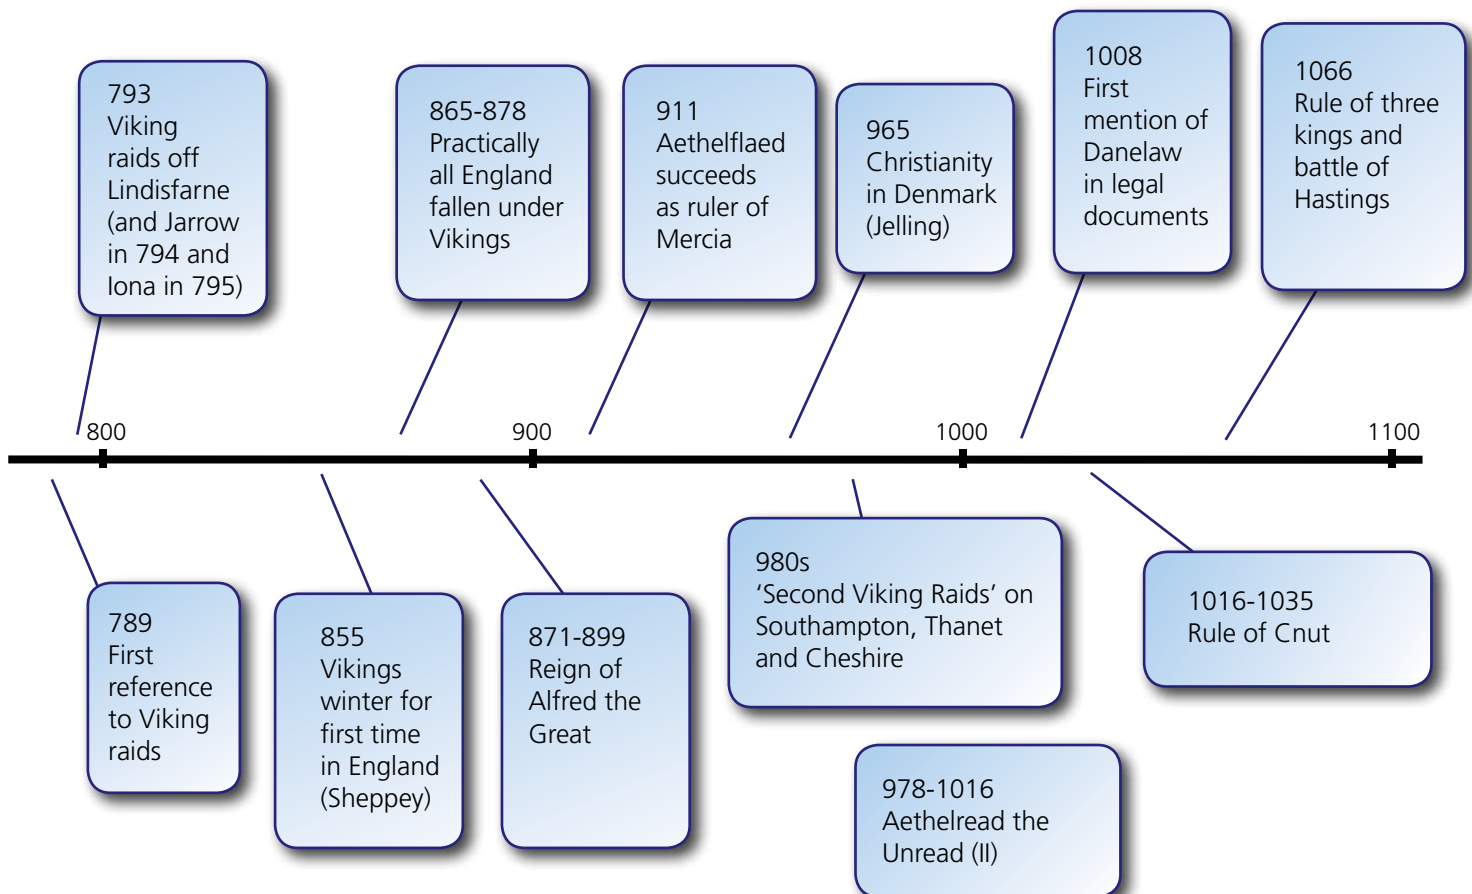 793
Viking
raids off
Lindisfarne
(and Jarrow
in 794 and
Iona in 795)
865-878
Practically
all England
fallen under
Vikings
911
Aethelflaed
succeeds
as ruler of
Mercia
965
Christianity
in Denmark
(Jelling)
1008
First
mention of
Danelaw
in legal
documents
1066
Rule of three
kings and
battle of
Hastings
800
900
1000
1100
789
First
reference
to Viking
raids
855
Vikings
winter for
first time
in England
(Sheppey)
871-899
Reign of
Alfred the
Great
980s
‘Second Viking Raids’ on
Southampton, Thanet
and Cheshire
978-1016
Aethelread the
Unread (II)
1016-1035
Rule of Cnut